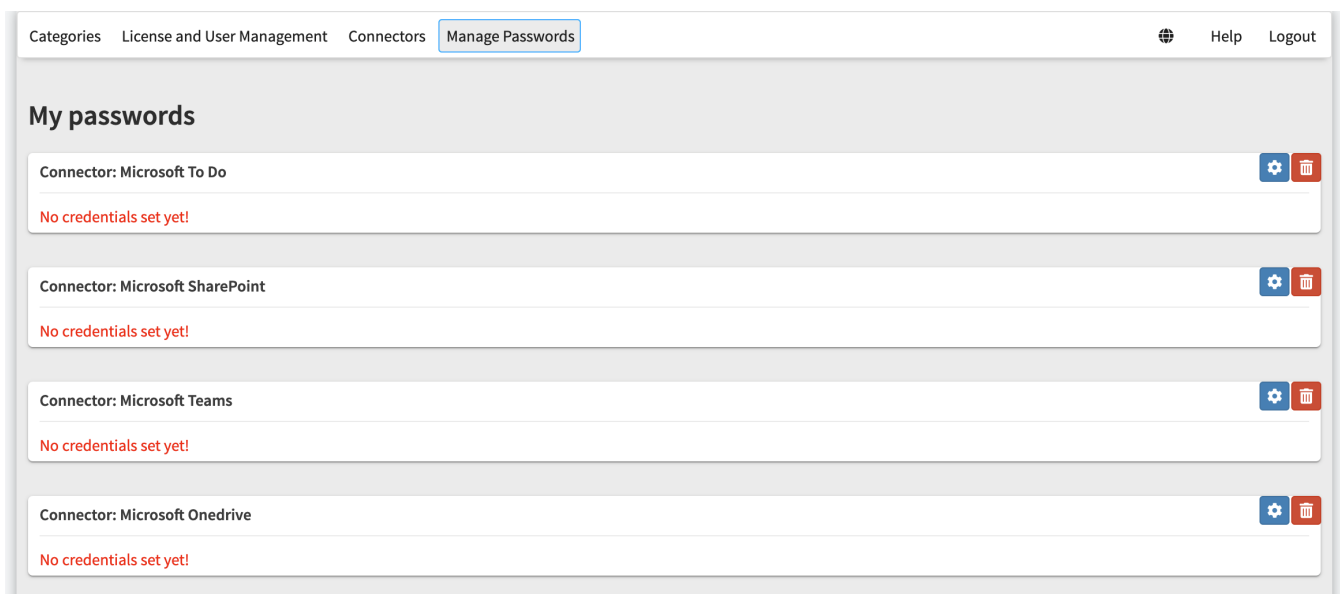 Categories License and User Management Connectors Manage Passwords Help Logout
My passwords
Connector: Microsoft To Do
No credentials set yet!
Connector: Microsoft SharePoint
No credentials set yet!
Connector: Microsoft Teams
No credentials set yet!
Connector: Microsoft Onedrive
No credentials set yet!